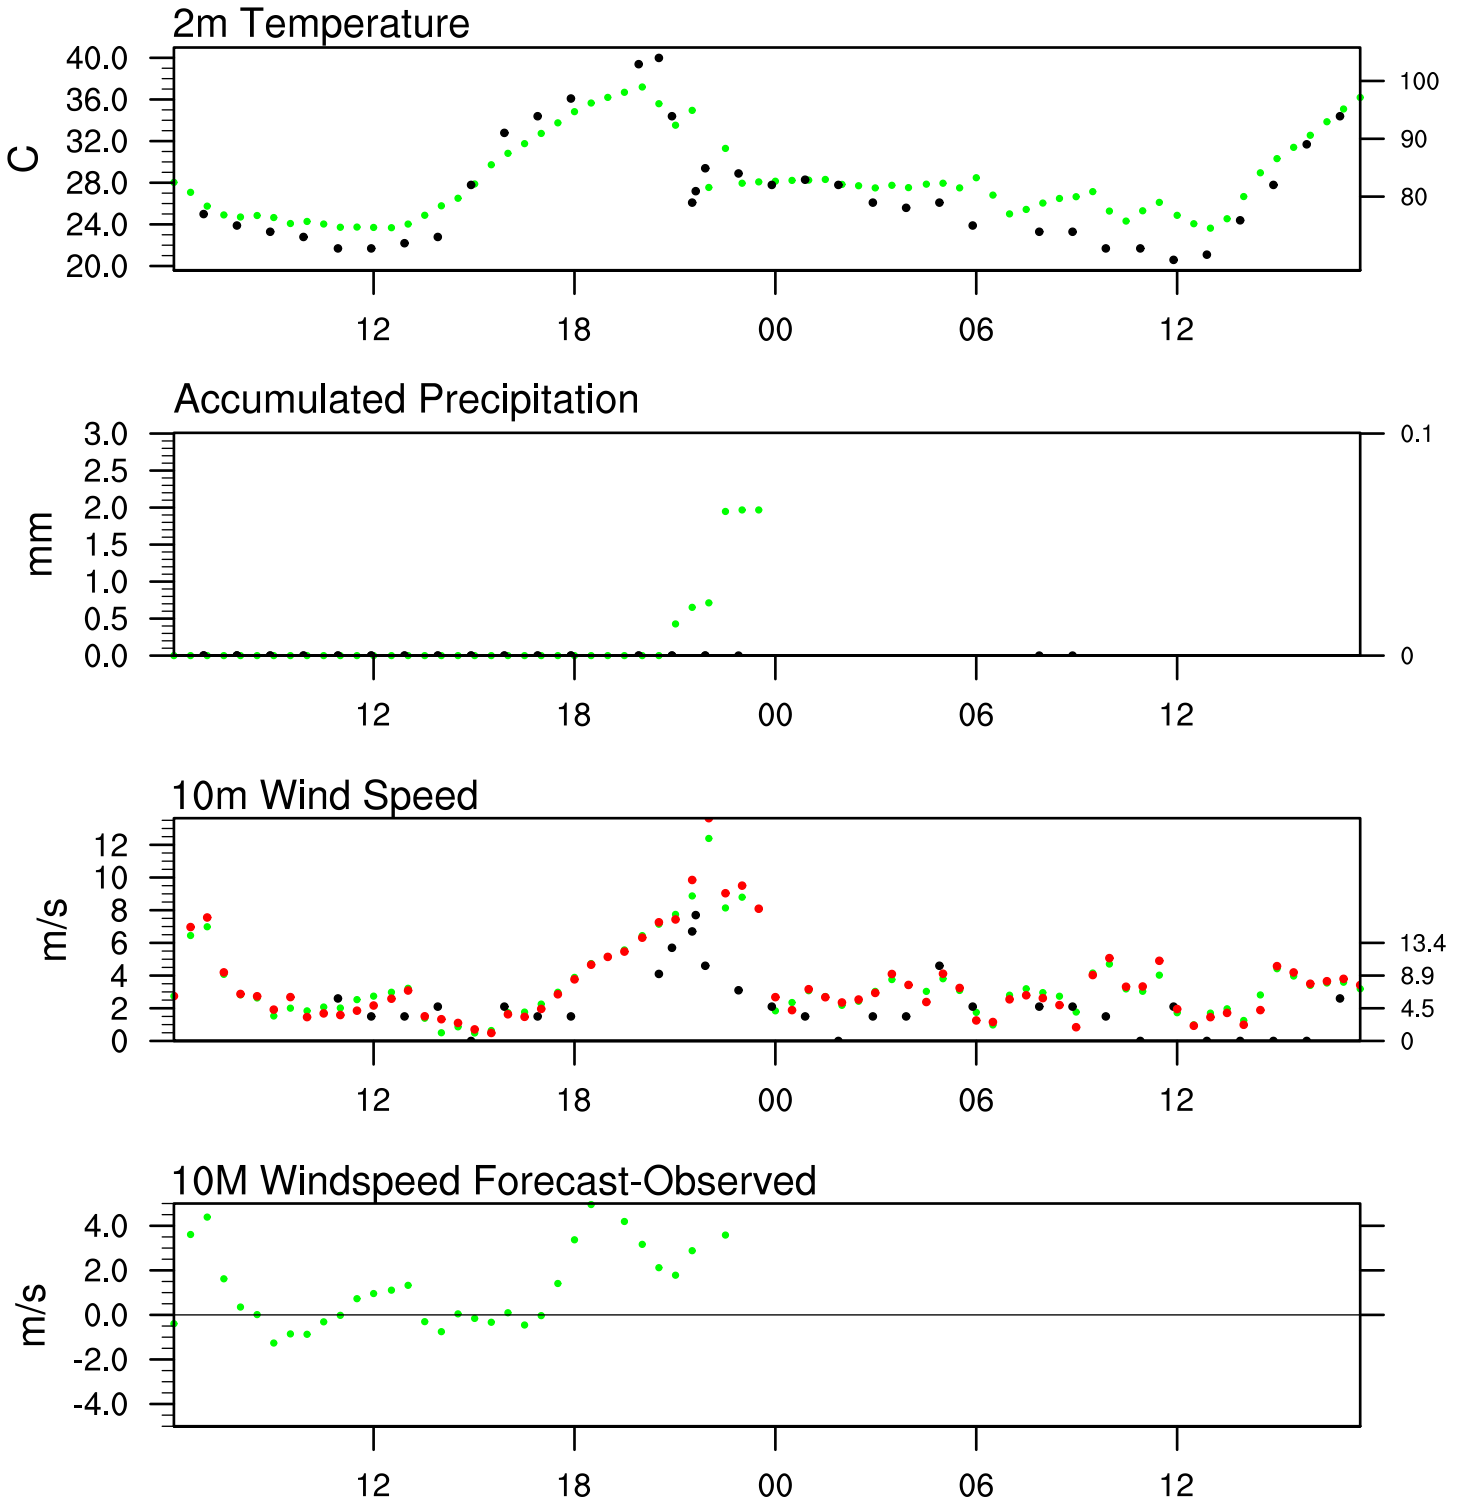 2m Temperature
40.0
36.0
32.0
28.0
24.0
20.0
C
100
90
80
12 18 00 06 12
Accumulated Precipitation
3.0
2.5
2.0
1.5
1.0
0.5
0.0
mm
0.1
0
12 18 00 06 12
10m Wind Speed
12
10
8
6
4
2
0
m/s
13.4
8.9
4.5
0
12 18 00 06 12
10M Windspeed Forecast-Observed
4.0
2.0
0.0
-2.0
-4.0
m/s
12 18 00 06 12